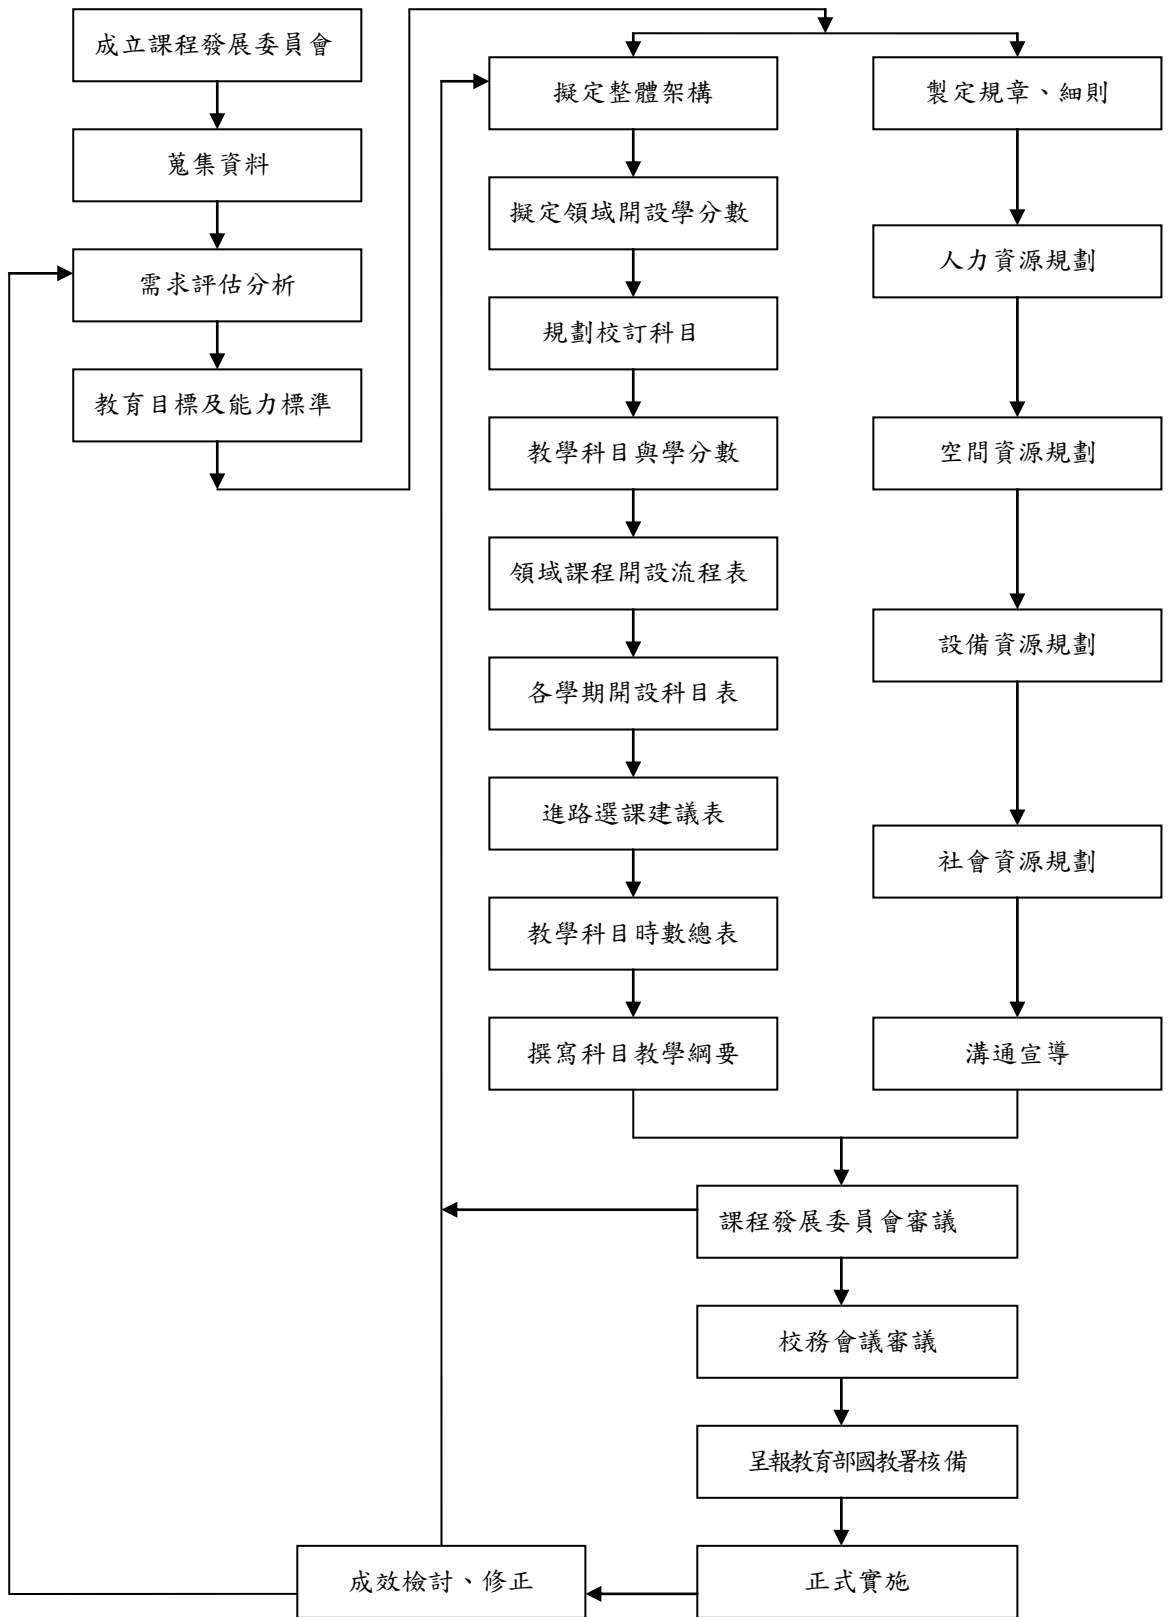 成立課程發展委員會
蒐集資料
需求評估分析
教育目標及能力標準
擬定整體架構
擬定領域開設學分數
規劃校訂科目
教學科目與學分數
領域課程開設流程表
各學期開設科目表
進路選課建議表
教學科目時數總表
撰寫科目教學綱要
製定規章、細則
人力資源規劃
空間資源規劃
設備資源規劃
社會資源規劃
溝通宣導
課程發展委員會審議
校務會議審議
呈報教育部國教署核備
正式實施
成效檢討、修正